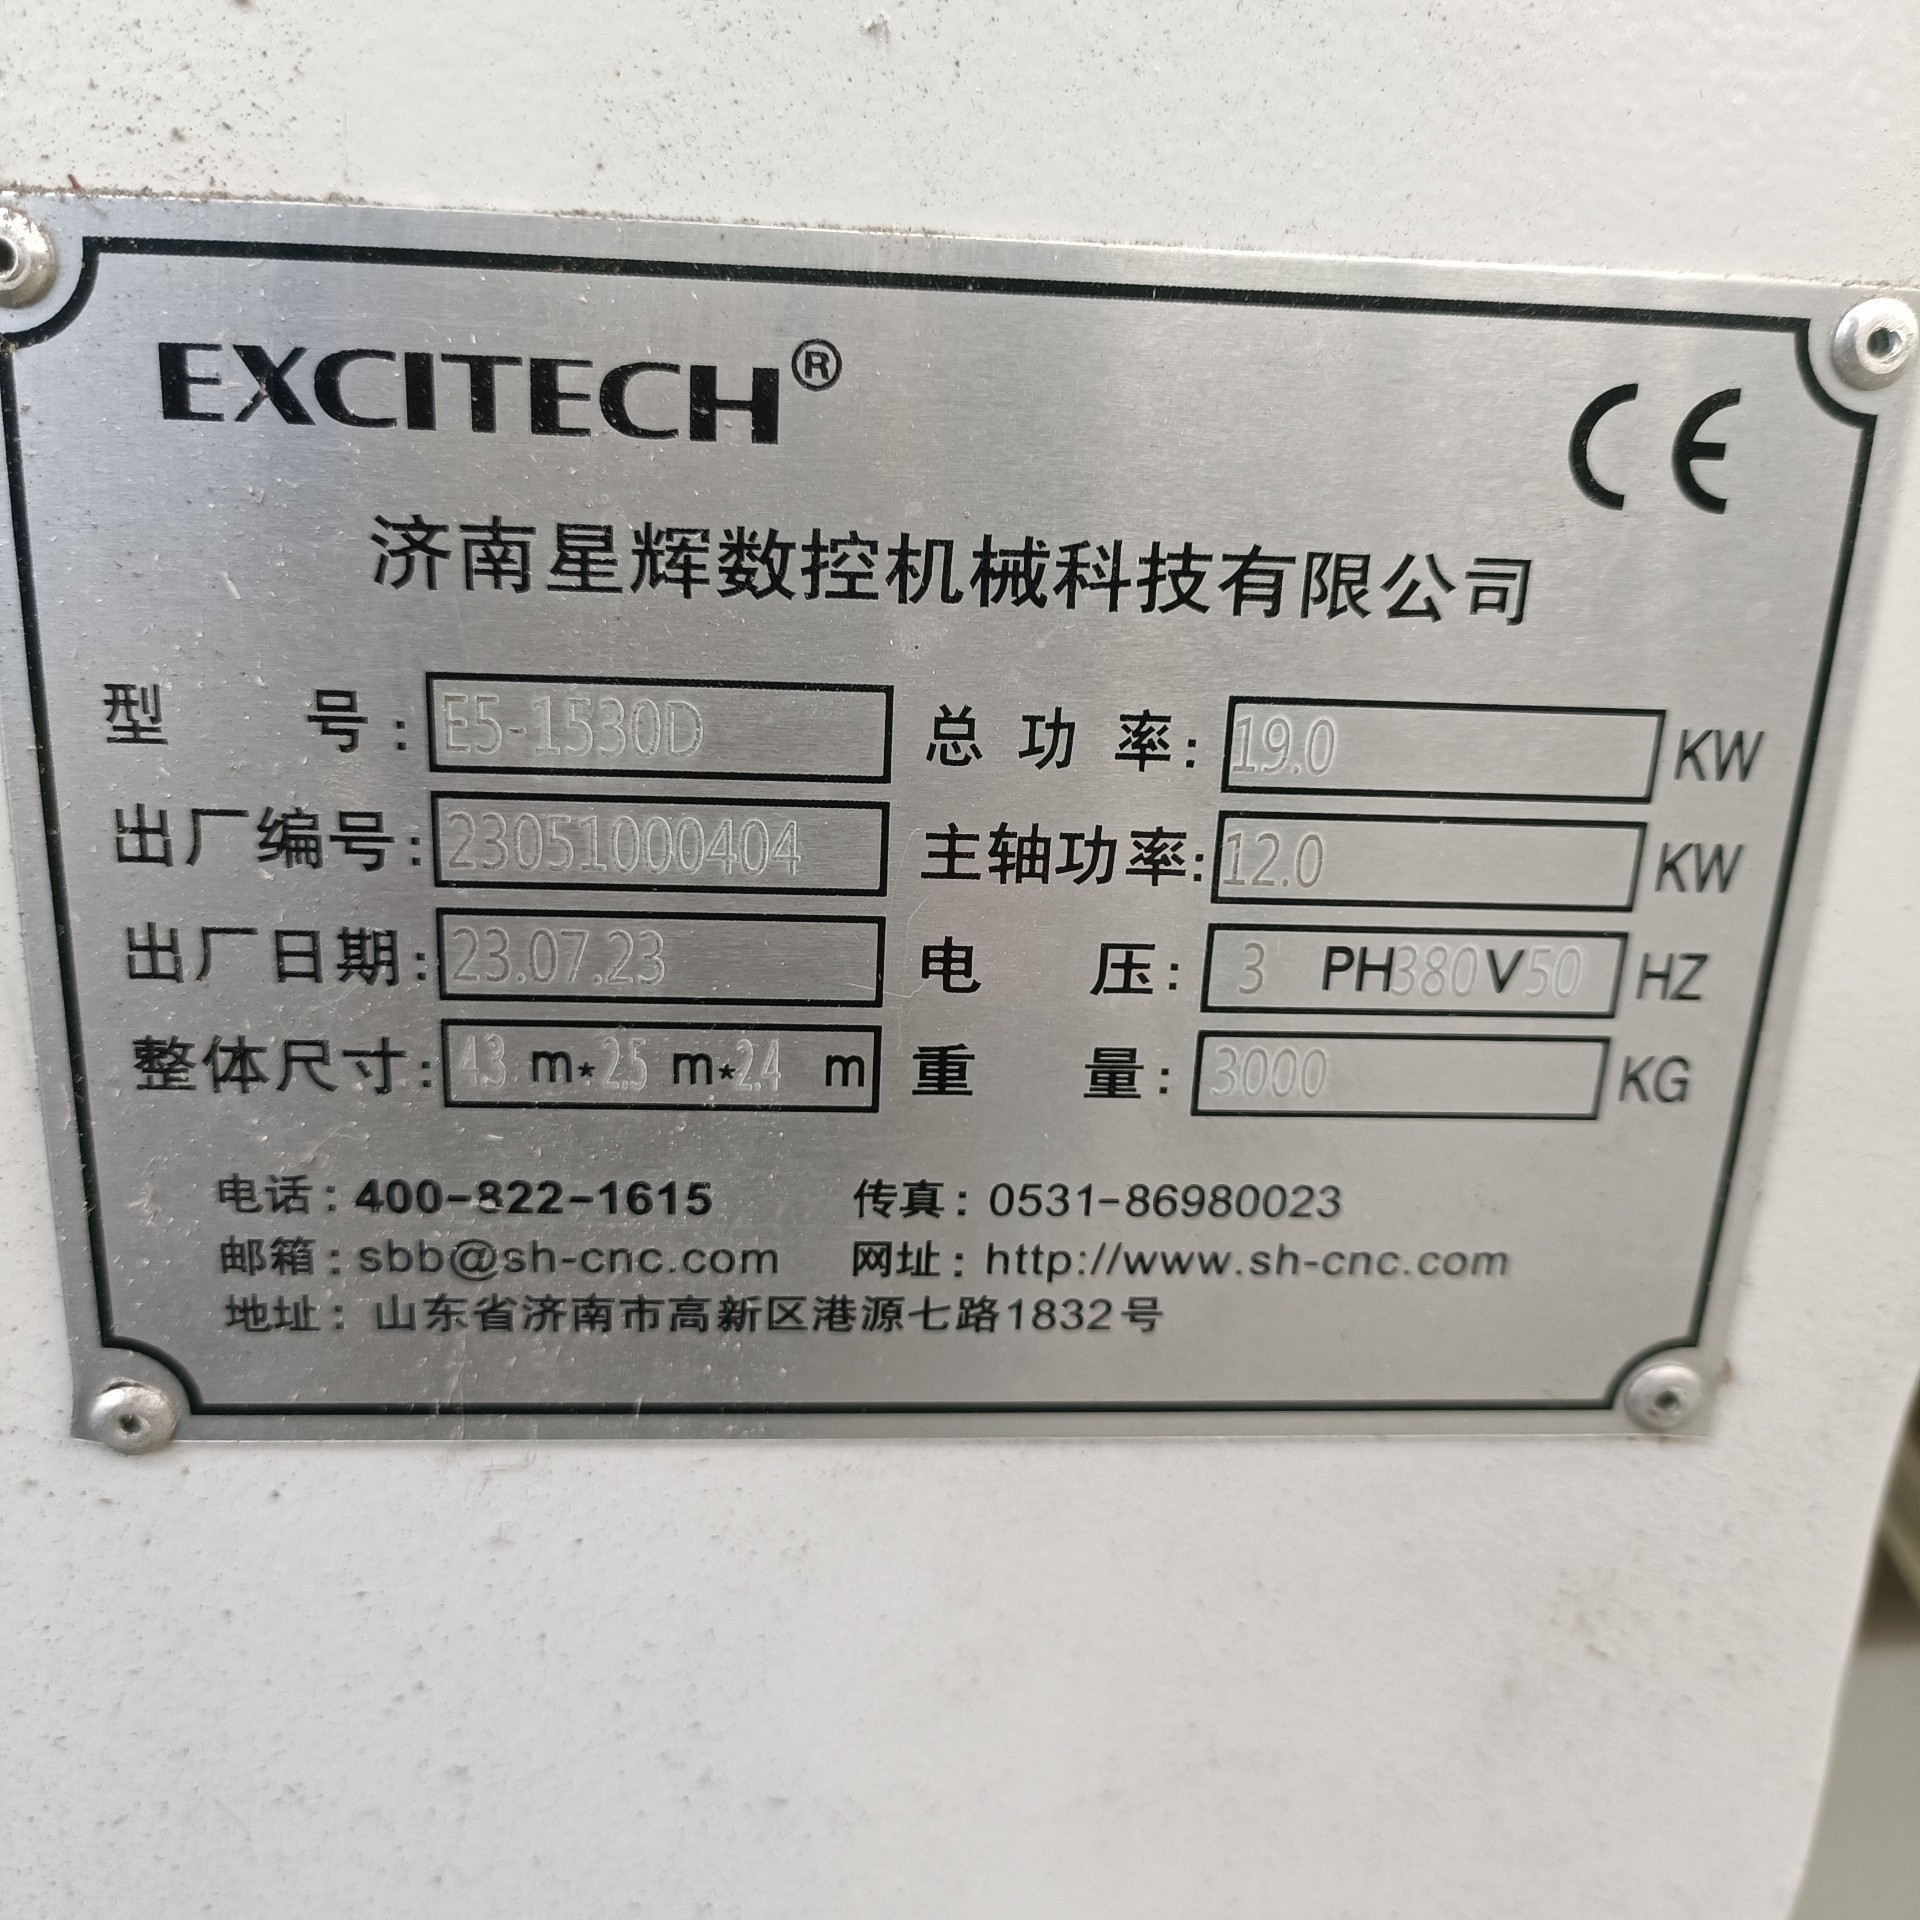 EXCITECH®
CE
济南星辉数控机械科技有限公司
型 号: E5-1530D 总功率: 19.0 KW
出厂编号: 23051000404 主轴功率: 12.0 KW
出厂日期: 23.07.23 电 压: 3 PH380V50 HZ
整体尺寸: 4.3 m*2.5 m*2.4 m 重 量: 3000 KG
电话: 400-822-1615 传真: 0531-86980023
邮箱: sbb@sh-cnc.com 网址: http://www.sh-cnc.com
地址: 山东省济南市高新区港源七路1832号